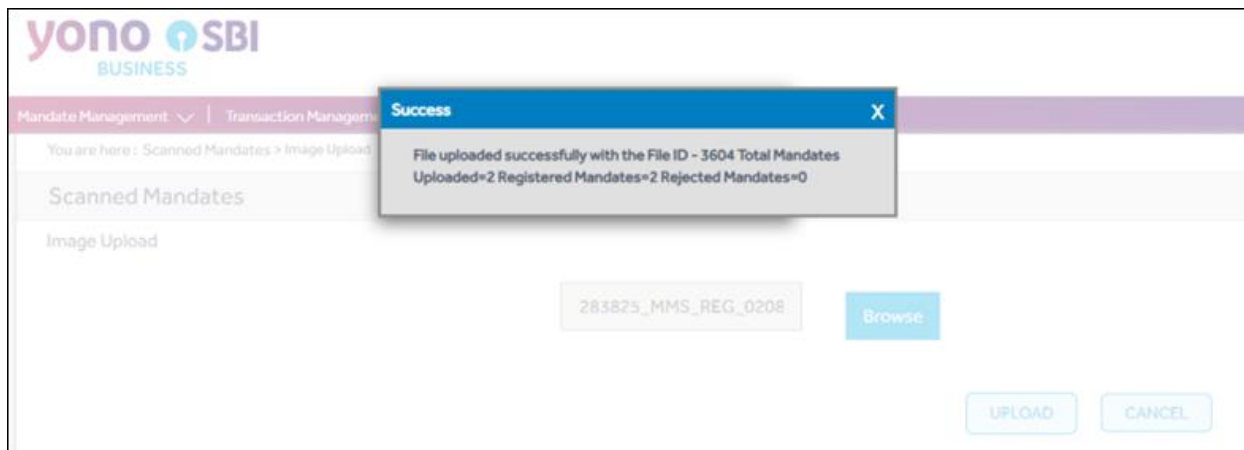 yono SBI
BUSINESS
Mandate Management | Transaction Managem
Success X
You are here : Scanned Mandates > Image Upload
File uploaded successfully with the File ID - 3604 Total Mandates
Uploaded=2 Registered Mandates=2 Rejected Mandates=0
Scanned Mandates
Image Upload
283825_MMS_REG_0208
Browse
UPLOAD CANCEL